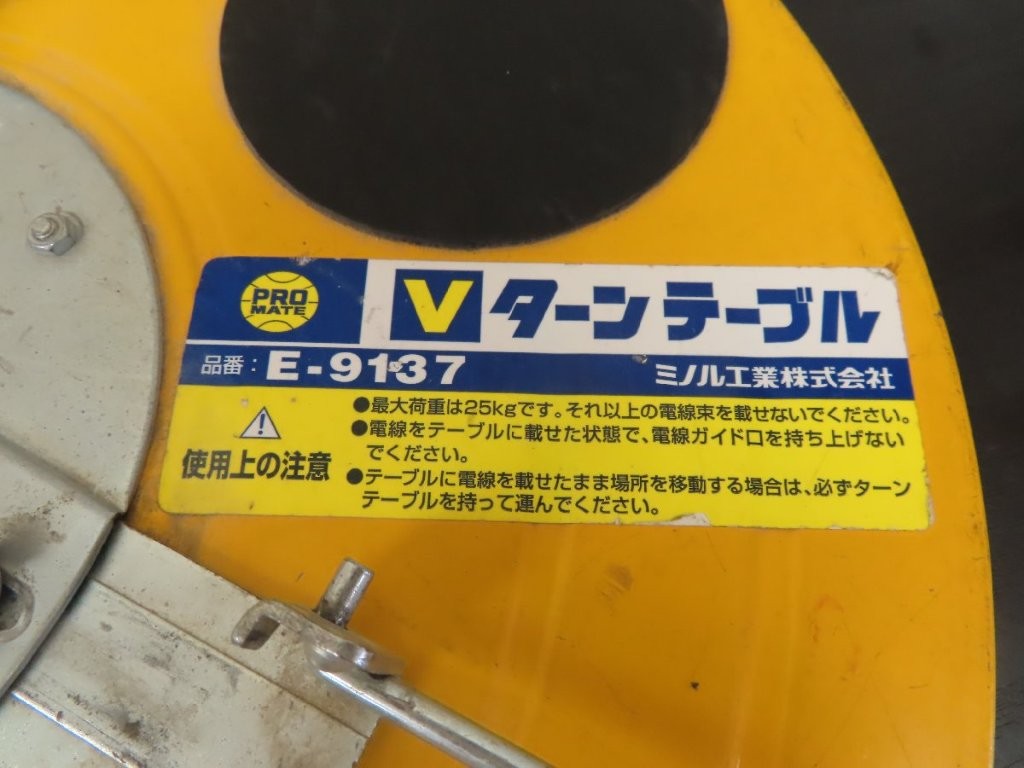 PRO
MATE
V ターンテーブル
品番：E-9137
ミノル工業株式会社
使用上の注意
●最大荷重は25kgです。それ以上の電線束を載せないでください。
●電線をテーブルに載せた状態で、電線ガイド口を持ち上げない
でください。
●テーブルに電線を載せたまま場所を移動する場合は、必ずターン
テーブルを持って運んでください。